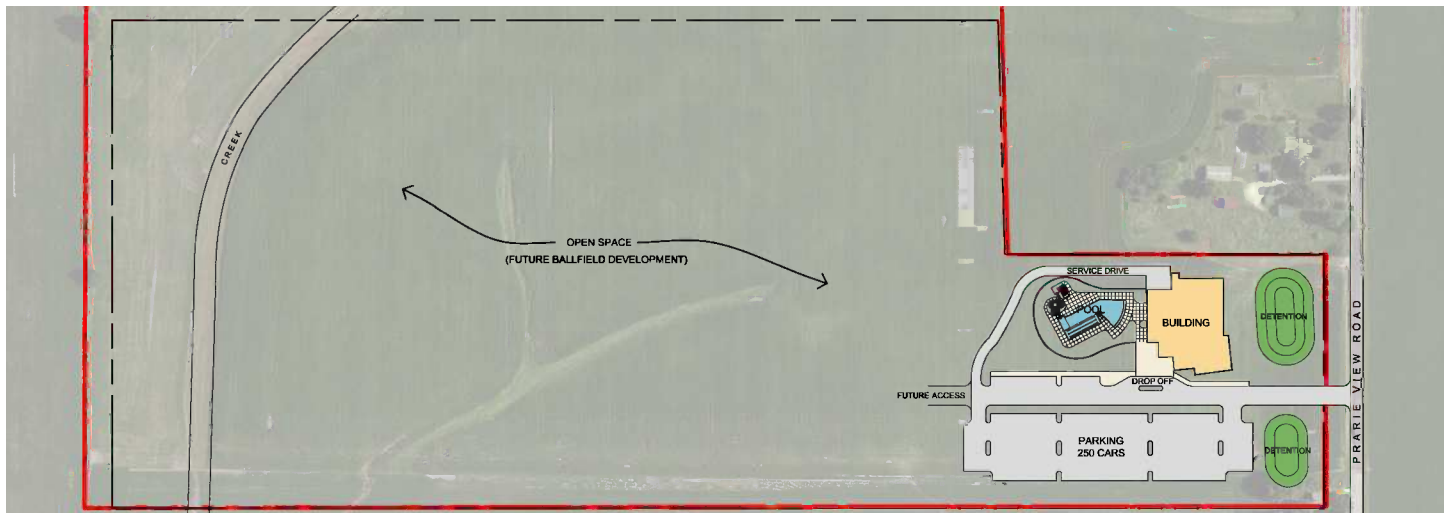 CREEK
OPEN SPACE
(FUTURE BALLFIELD DEVELOPMENT)
SERVICE DRIVE
POOL
BUILDING
DETENTION
DROP OFF
FUTURE ACCESS
PARKING
250 CARS
DETENTION
PRARIE VIEW ROAD